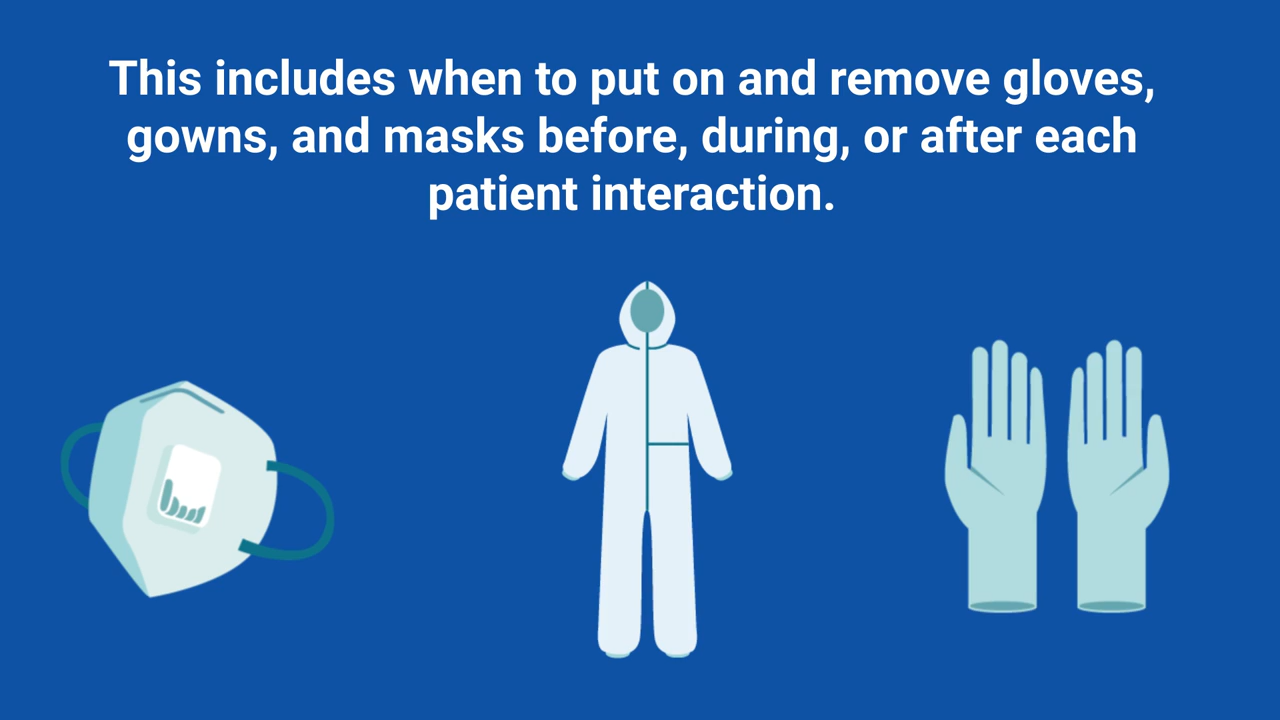 This includes when to put on and remove gloves,
gowns, and masks before, during, or after each
patient interaction.